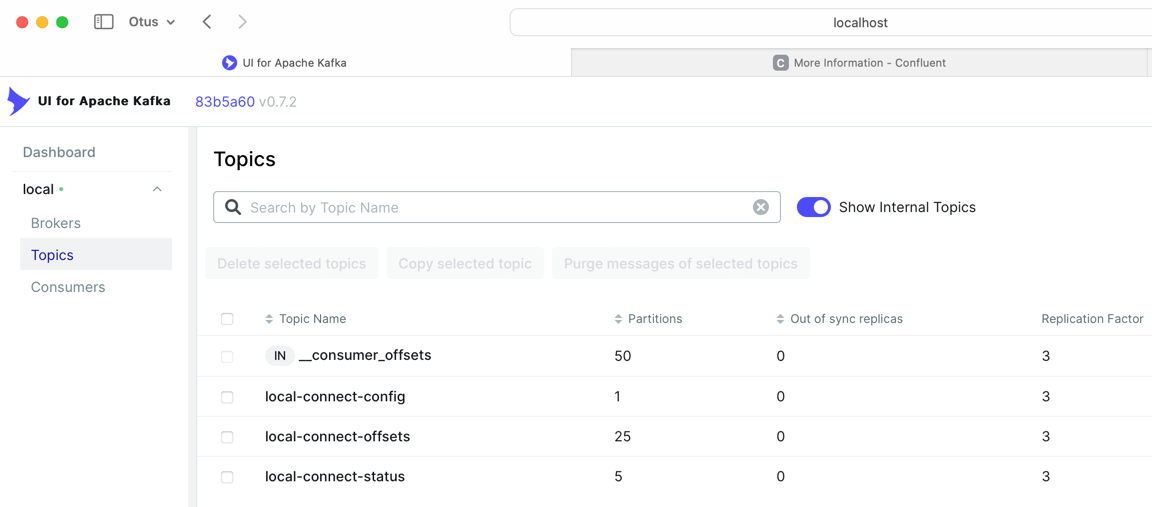 Otus
localhost
UI for Apache Kafka
C More Information - Confluent
UI for Apache Kafka 83b5a60 v0.7.2
Dashboard
local
Brokers
Topics
Consumers
Topics
Search by Topic Name
Show Internal Topics
Delete selected topics Copy selected topic Purge messages of selected topics
Topic Name Partitions Out of sync replicas Replication Factor
IN __consumer_offsets 50 0 3
local-connect-config 1 0 3
local-connect-offsets 25 0 3
local-connect-status 5 0 3